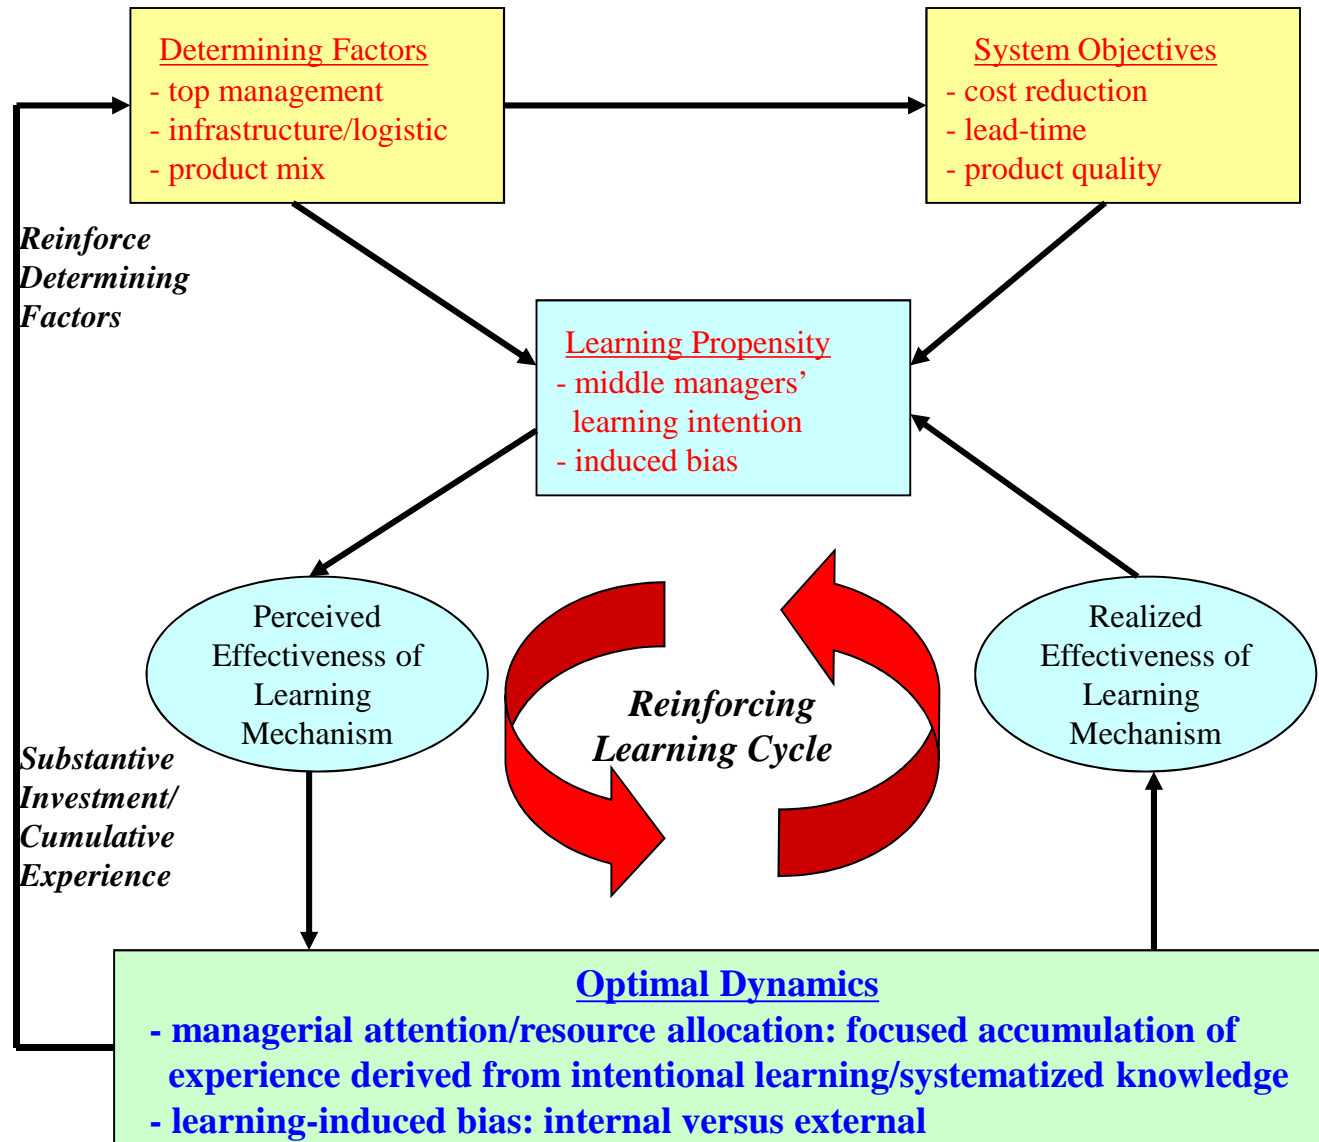 Determining Factors
- top management
- infrastructure/logistic
- product mix
System Objectives
- cost reduction
- lead-time
- product quality
Reinforce
Determining
Factors
Learning Propensity
- middle managers’
learning intention
- induced bias
Perceived
Effectiveness of
Learning
Mechanism
Reinforcing
Learning Cycle
Realized
Effectiveness of
Learning
Mechanism
Substantive
Investment/
Cumulative
Experience
Optimal Dynamics
- managerial attention/resource allocation: focused accumulation of
experience derived from intentional learning/systematized knowledge
- learning-induced bias: internal versus external